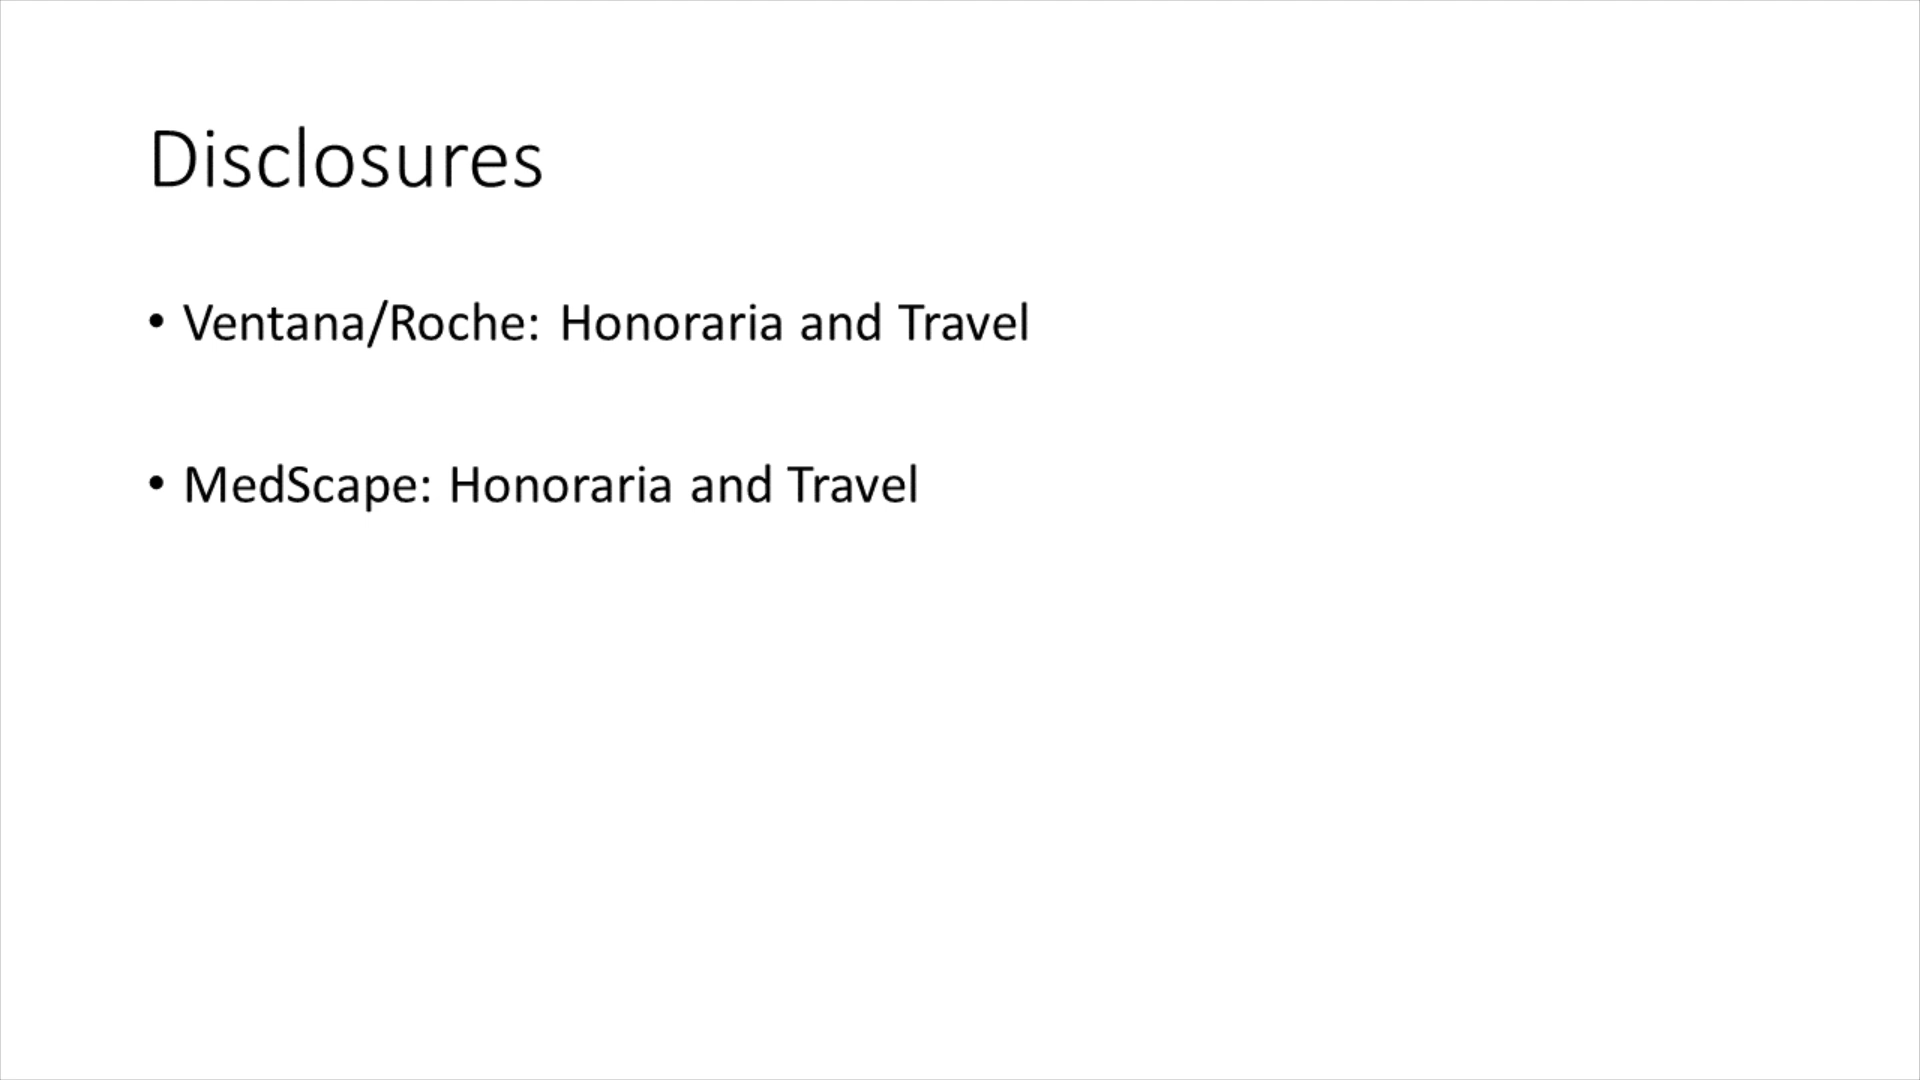 Disclosures
• Ventana/Roche: Honoraria and Travel
• MedScape: Honoraria and Travel